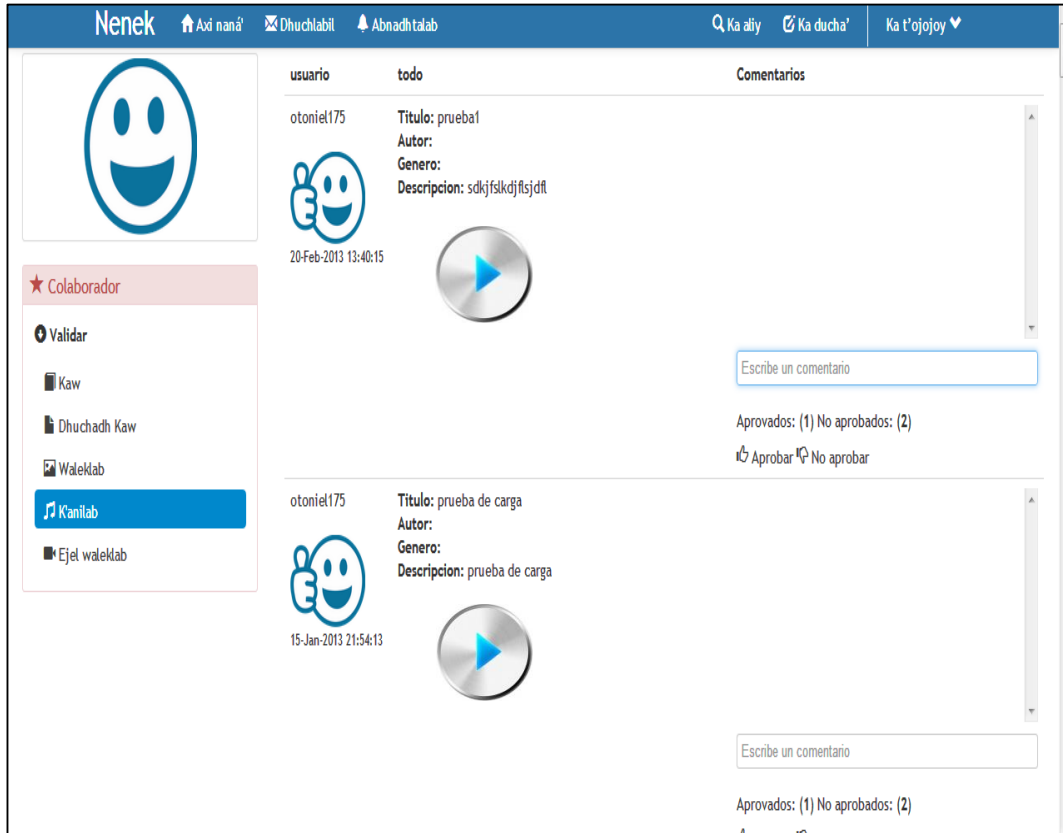 Nenek Axi naná' Dhuchlabil Abnadhtalab Ka aliy Ka ducha' Ka t'ojojoy
Colaborador
Validar
Kaw
Dhuchadh Kaw
Waleklab
K'anilab
Ejel waleklab
usuario todo Comentarios
otoniel175
20-Feb-2013 13:40:15
Titulo: prueba1
Autor:
Genero:
Descripcion: sdkjfslkdjflsjdfl
Escribe un comentario
Aprovados: (1) No aprobados: (2)
Aprobar No aprobar
otoniel175
15-Jan-2013 21:54:13
Titulo: prueba de carga
Autor:
Genero:
Descripcion: prueba de carga
Escribe un comentario
Aprovados: (1) No aprobados: (2)